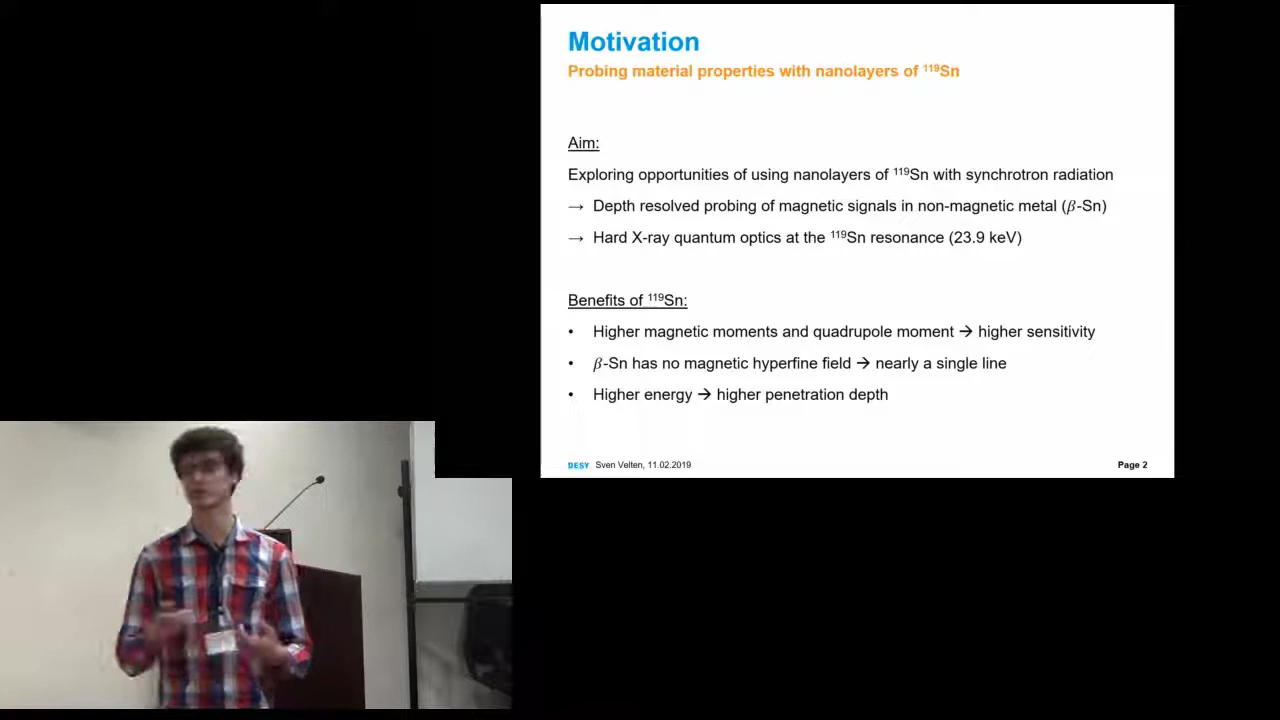 Motivation
Probing material properties with nanolayers of ¹¹⁹Sn
Aim:
Exploring opportunities of using nanolayers of ¹¹⁹Sn with synchrotron radiation
→ Depth resolved probing of magnetic signals in non-magnetic metal (β-Sn)
→ Hard X-ray quantum optics at the ¹¹⁹Sn resonance (23.9 keV)
Benefits of ¹¹⁹Sn:
• Higher magnetic moments and quadrupole moment → higher sensitivity
• β-Sn has no magnetic hyperfine field → nearly a single line
• Higher energy → higher penetration depth
DESY Sven Velten, 11.02.2019 Page 2